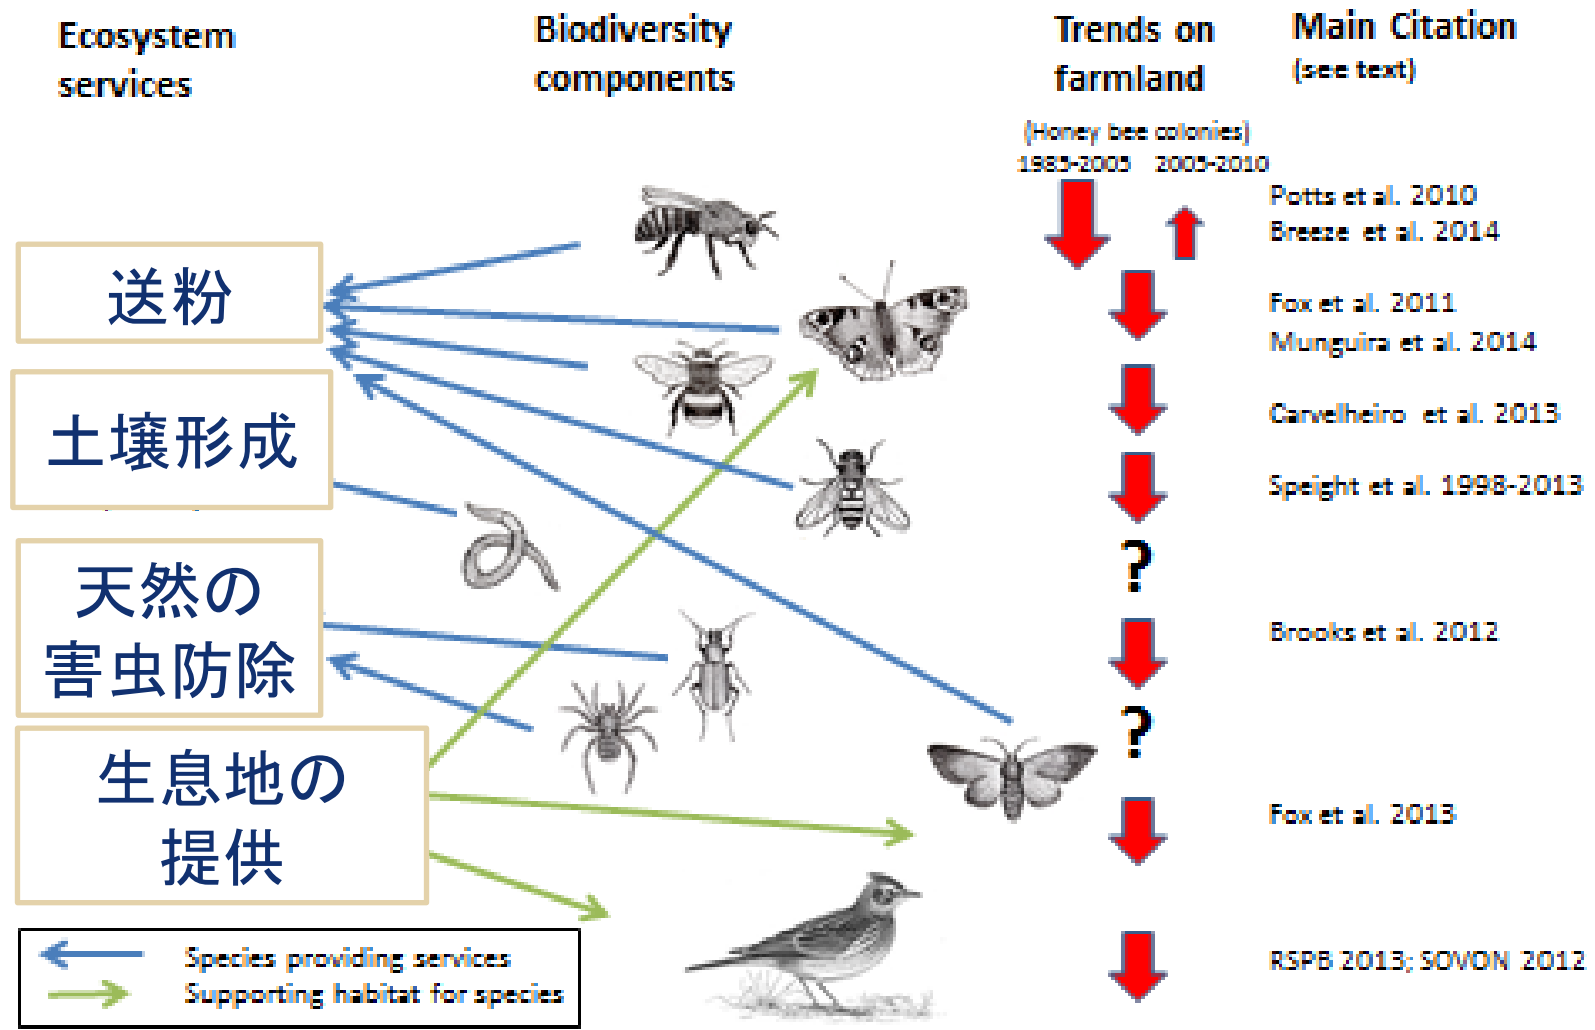 Ecosystem
services
Biodiversity
components
Trends on
farmland
Main Citation
(see text)
(Honey bee colonies)
1985-2005 2005-2010
Potts et al. 2010
Breeze et al. 2014
送粉
Fox et al. 2011
Munguira et al. 2014
土壌形成
Carvelheiro et al. 2013
Speight et al. 1998-2013
?
天然の
害虫防除
Brooks et al. 2012
?
生息地の
提供
Fox et al. 2013
Species providing services
Supporting habitat for species
RSPB 2013; SOVON 2012